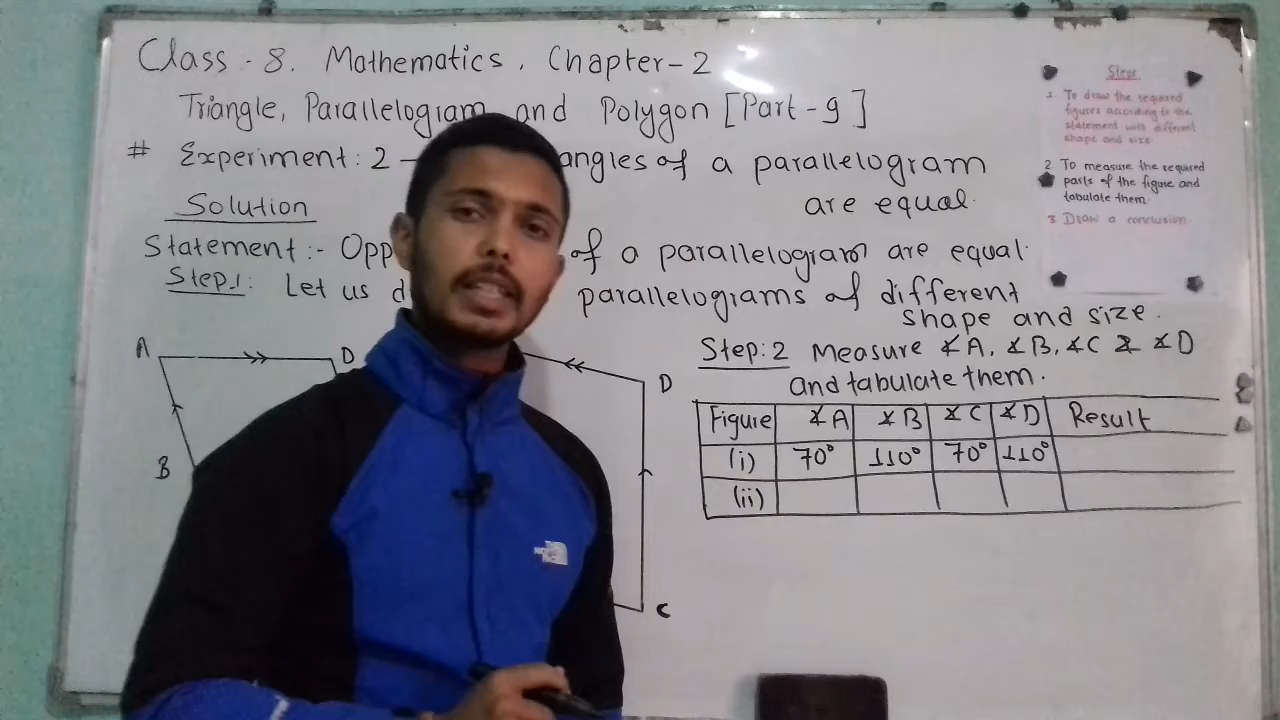 Class - 8. Mathematics, Chapter-2
Triangle, Parallelogram and Polygon [Part-9]
# Experiment: 2 - angles of a parallelogram
are equal.
Solution
Statement :- Opp of a parallelogram are equal.
Step1: Let us d parallelograms of different
shape and size.
A
D
B
D
C
Step:2 Measure ∡A, ∡B, ∡C & ∡D
and tabulate them.
Figure ∡A ∡B ∡C ∡D Result
(i) 70° 110° 70° 110°
(ii)
Steps
1. To draw the required
figures according to the
statement with different
shape and size
2 To measure the required
parts of the figure and
tabulate them
3 Draw a conclusion.